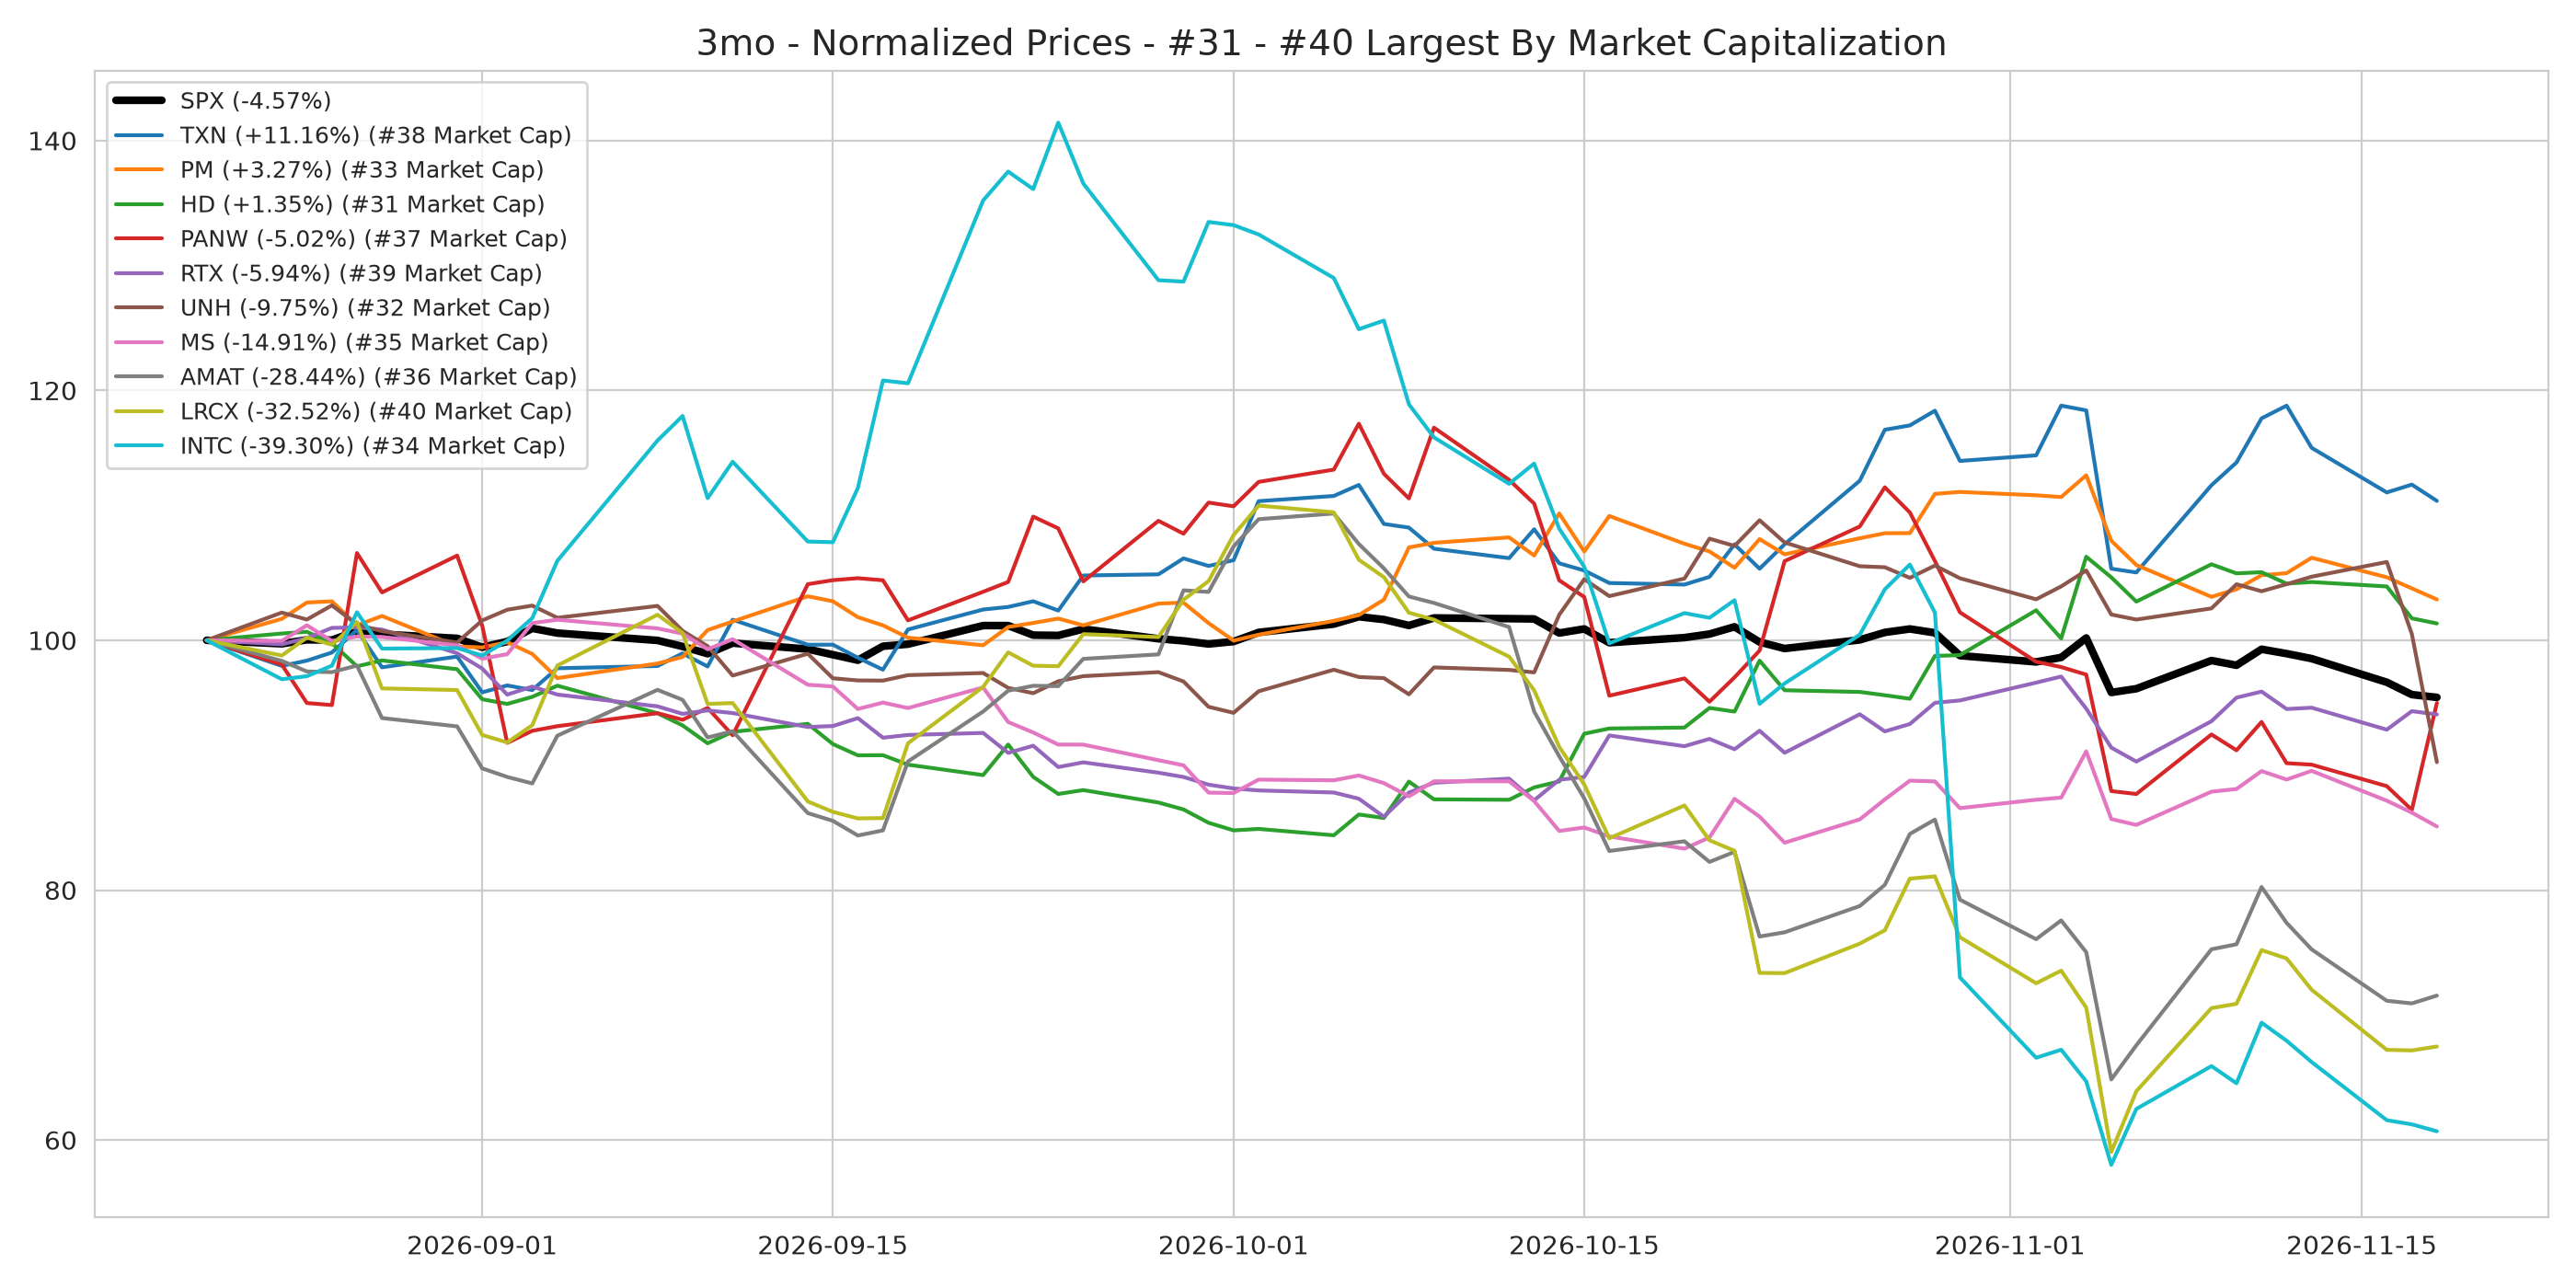 3mo - Normalized Prices - #31 - #40 Largest By Market Capitalization
SPX (-4.57%)
TXN (+11.16%) (#38 Market Cap)
PM (+3.27%) (#33 Market Cap)
HD (+1.35%) (#31 Market Cap)
PANW (-5.02%) (#37 Market Cap)
RTX (-5.94%) (#39 Market Cap)
UNH (-9.75%) (#32 Market Cap)
MS (-14.91%) (#35 Market Cap)
AMAT (-28.44%) (#36 Market Cap)
LRCX (-32.52%) (#40 Market Cap)
INTC (-39.30%) (#34 Market Cap)
140
120
100
80
60
2026-09-01 2026-09-15 2026-10-01 2026-10-15 2026-11-01 2026-11-15